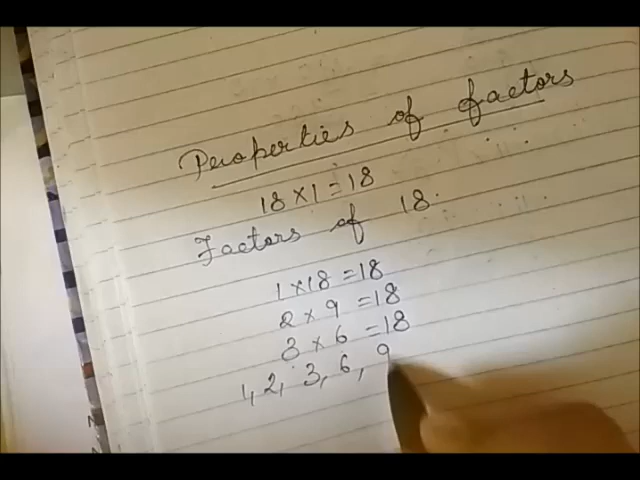 Properties of factors
18 × 1 = 18
Factors of 18.
1 × 18 = 18
2 × 9 = 18
3 × 6 = 18
1, 2, 3, 6, 9